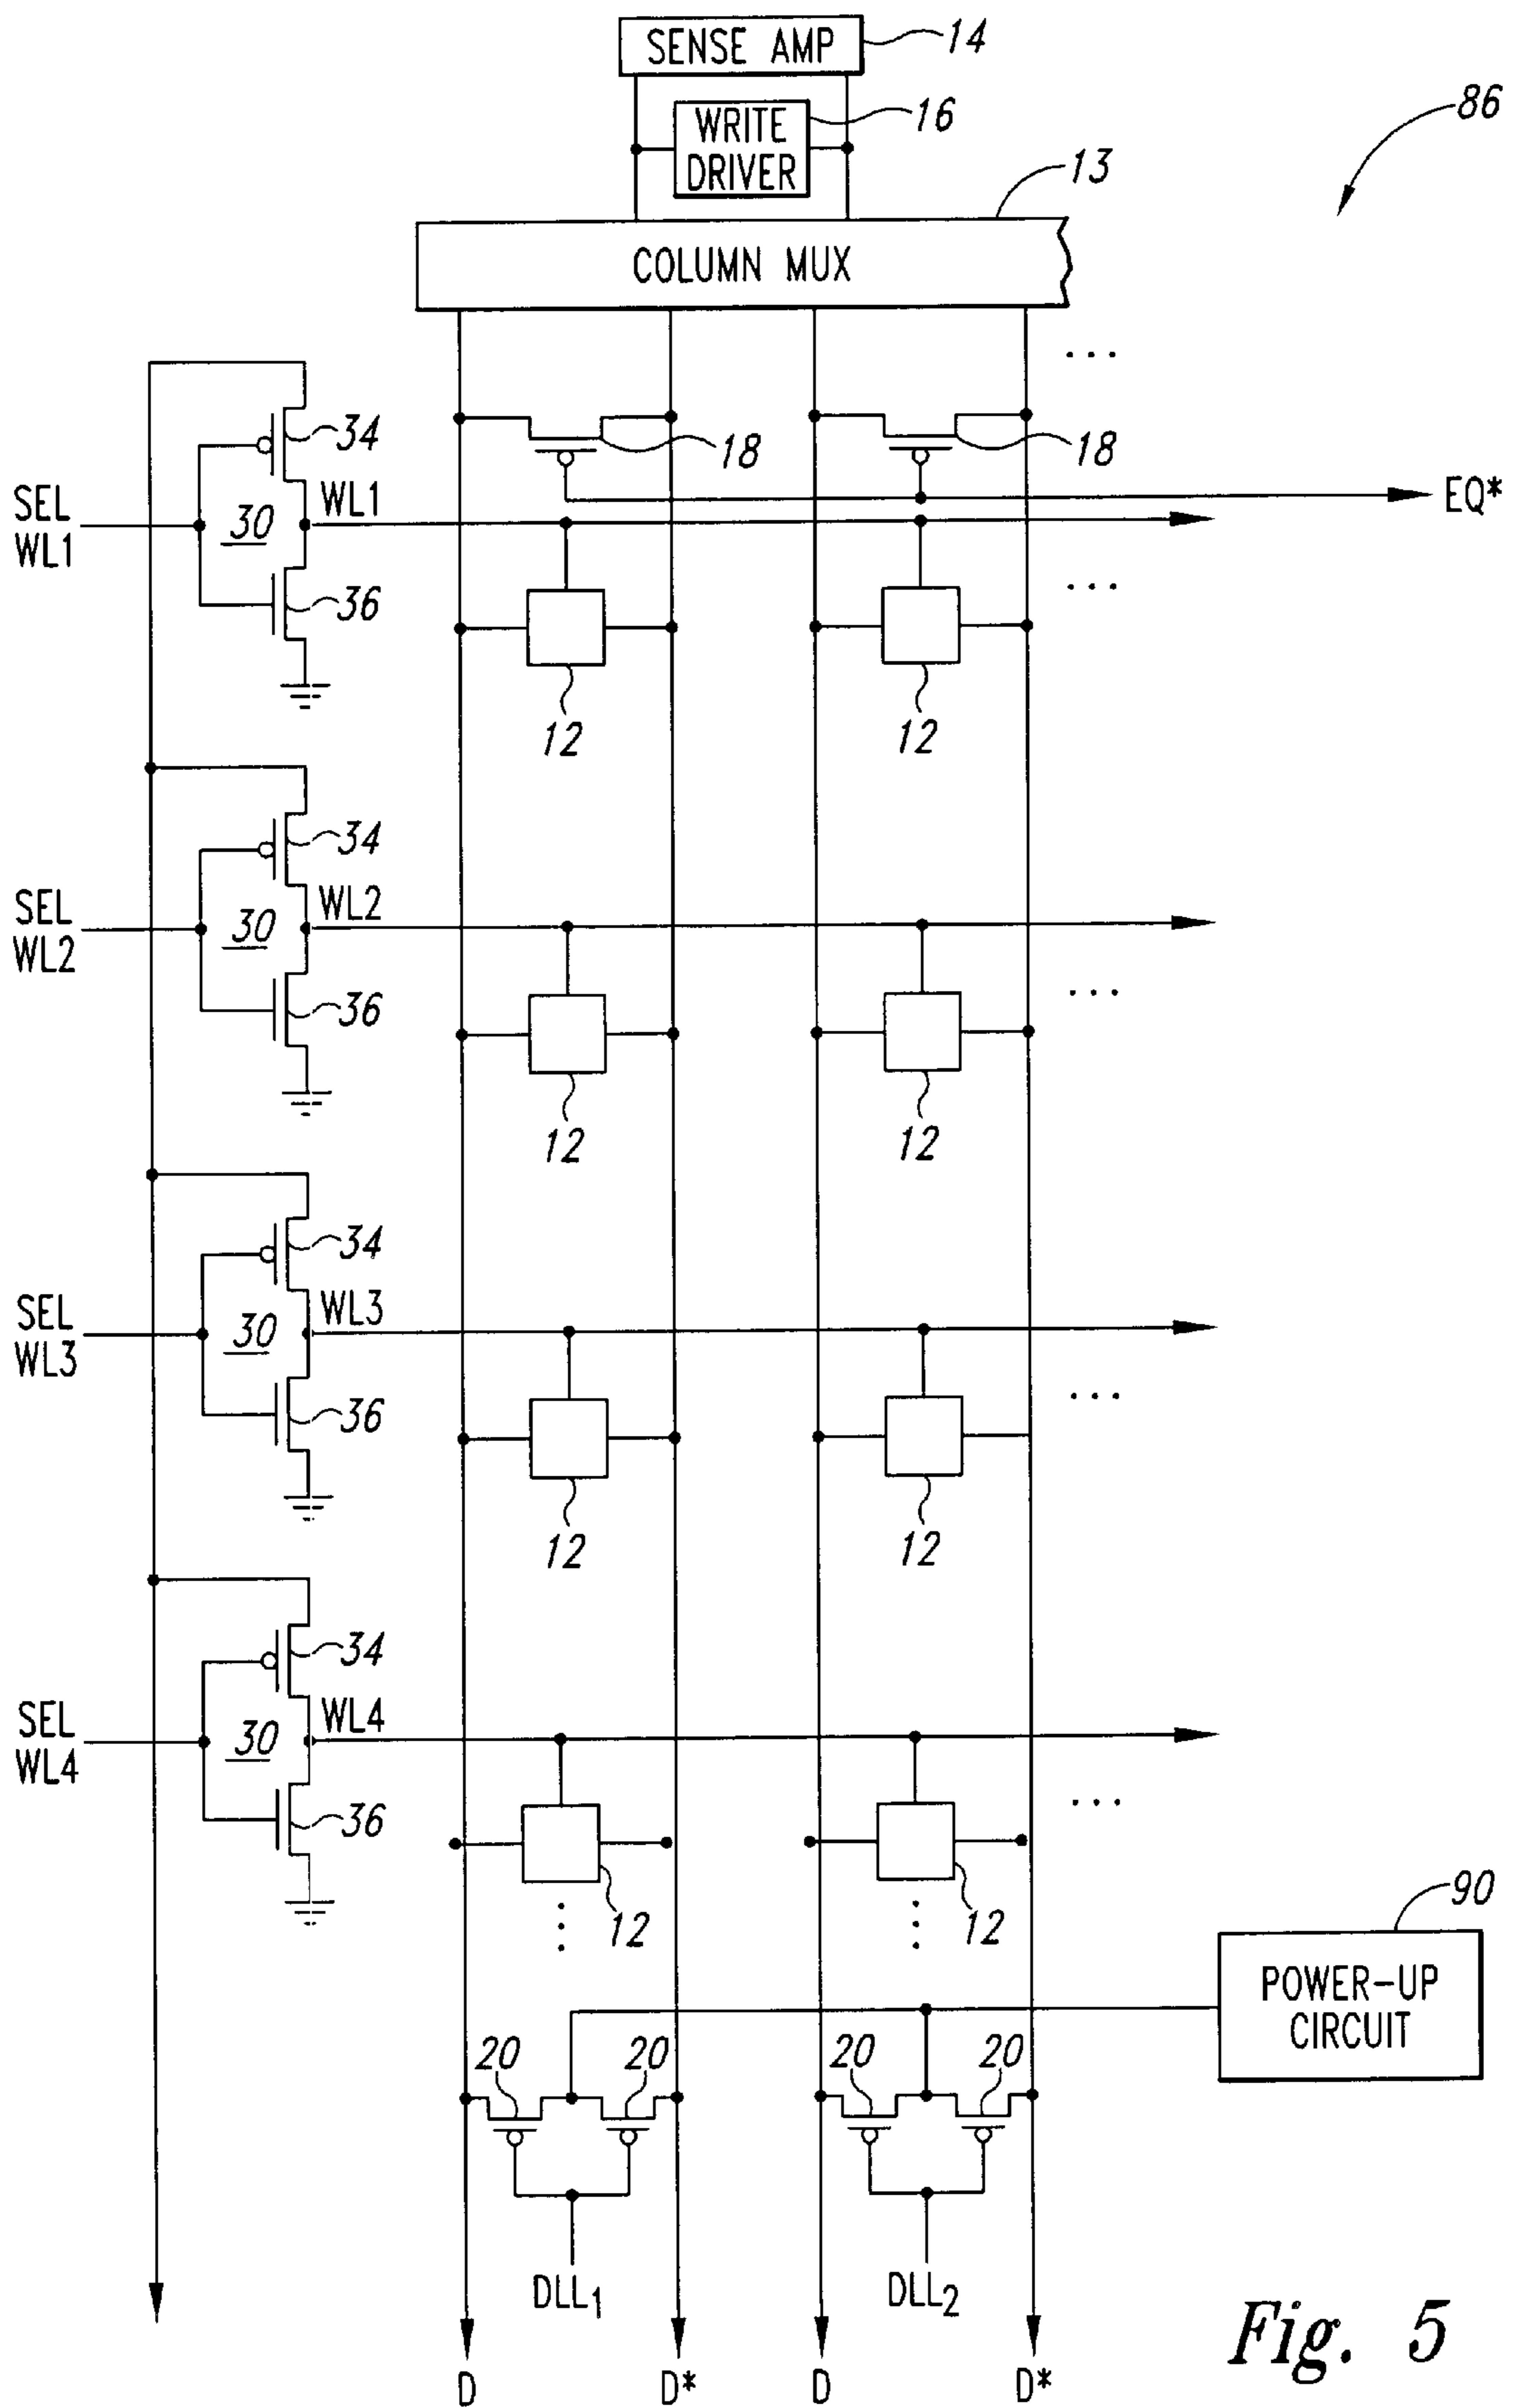 SENSE AMP
14
WRITE
DRIVER
16
86
13
COLUMN MUX
...
34
18
18
SEL
WL1
30
WL1
EQ*
36
...
12
12
34
SEL
WL2
30
WL2
36
...
12
12
34
SEL
WL3
30
WL3
36
...
12
12
34
SEL
WL4
30
WL4
36
...
12
12
90
POWER-UP
CIRCUIT
20
20
20
20
DLL1
DLL2
D
D*
D
D*
Fig. 5